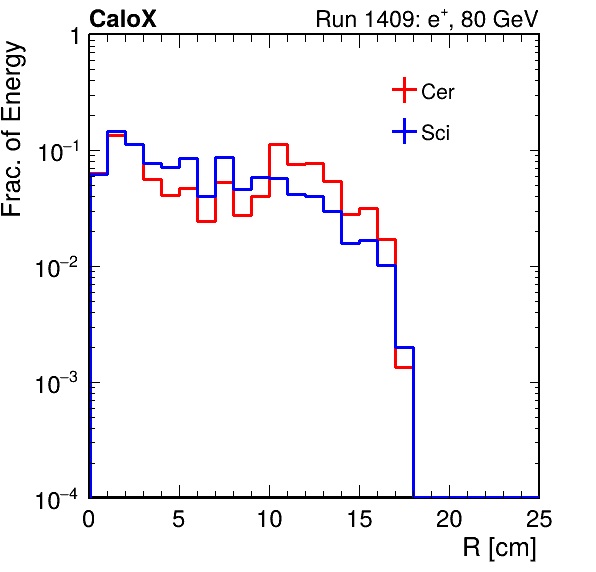 CaloX Run 1409: e⁺, 80 GeV
Frac. of Energy
1
10⁻¹
10⁻²
10⁻³
10⁻⁴
Cer
Sci
0 5 10 15 20 25
R [cm]